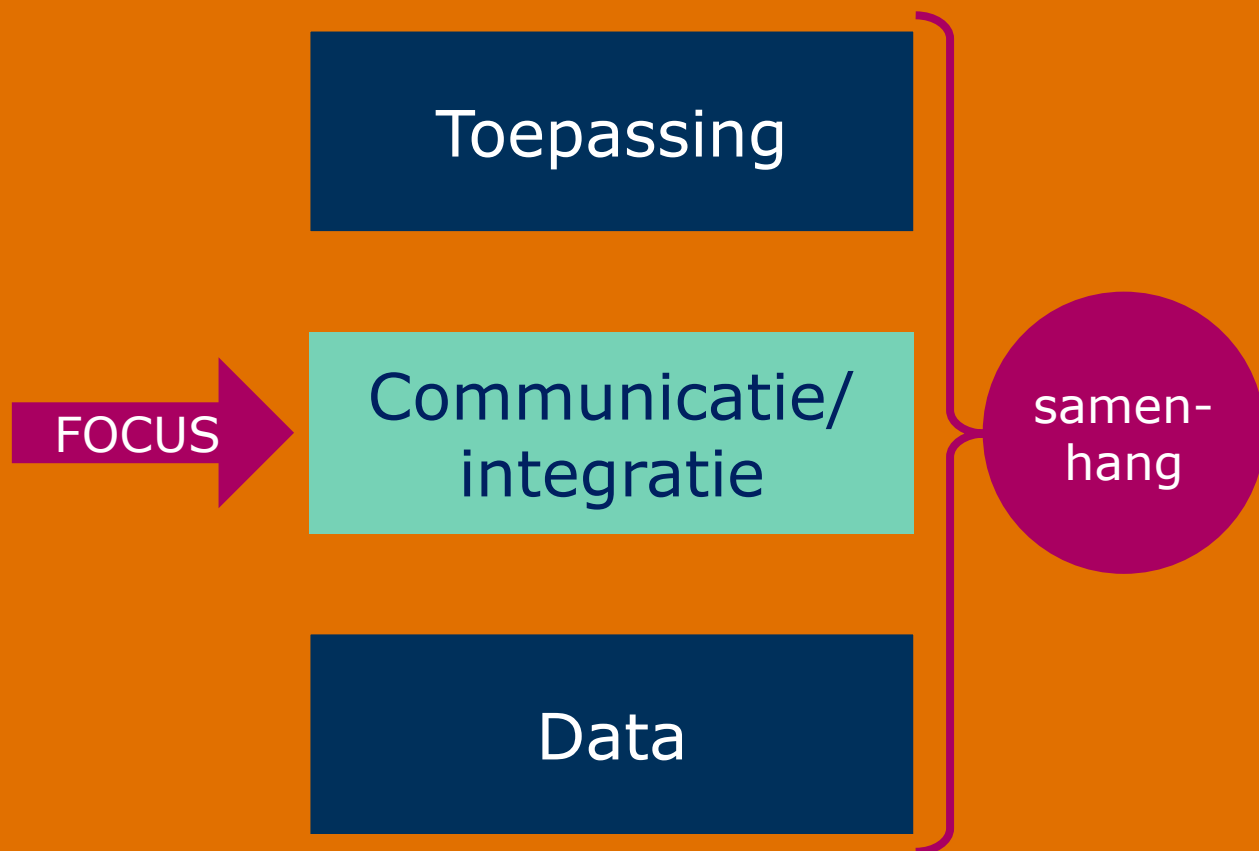 Toepassing
FOCUS
Communicatie/
integratie
samen-
hang
Data